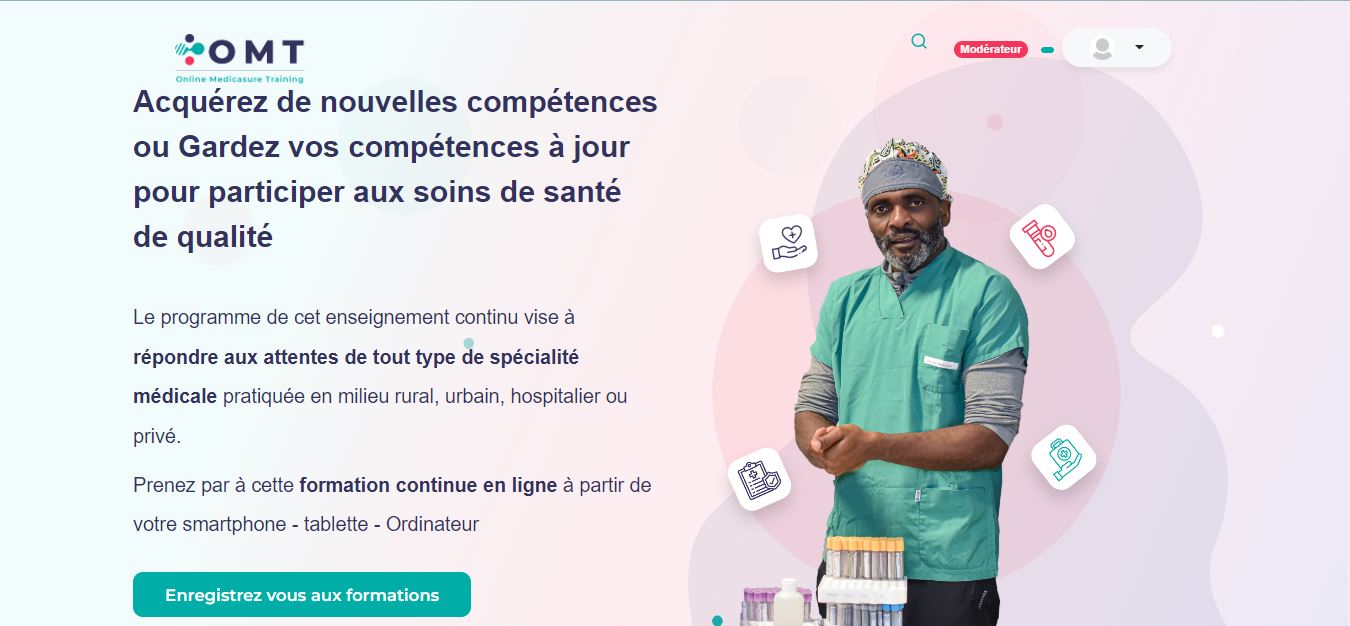 OMT
Online Medicasure Training
Modérateur
Acquérez de nouvelles compétences
ou Gardez vos compétences à jour
pour participer aux soins de santé
de qualité
Le programme de cet enseignement continu vise à
répondre aux attentes de tout type de spécialité
médicale pratiquée en milieu rural, urbain, hospitalier ou
privé.
Prenez par à cette formation continue en ligne à partir de
votre smartphone - tablette - Ordinateur
Enregistrez vous aux formations